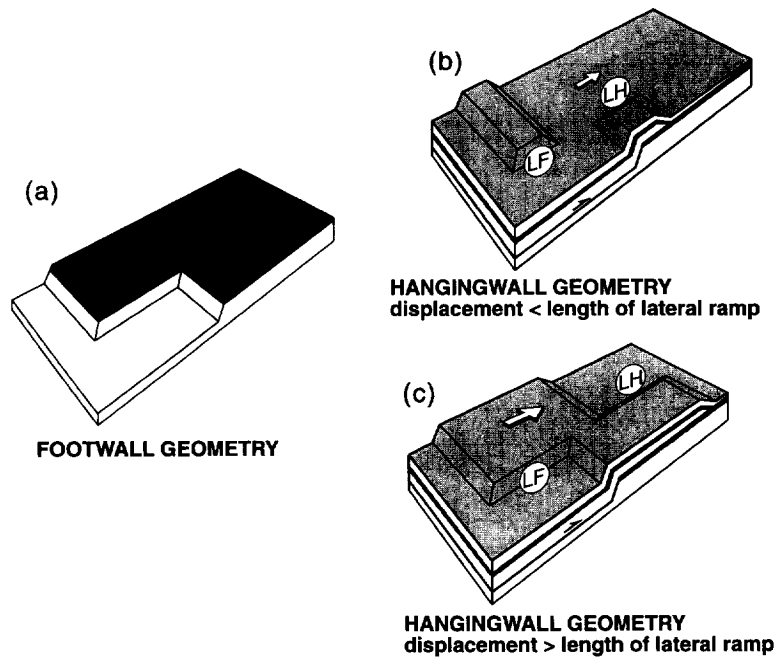 (a)
FOOTWALL GEOMETRY
(b)
LH
LF
HANGINGWALL GEOMETRY
displacement < length of lateral ramp
(c)
LH
LF
HANGINGWALL GEOMETRY
displacement > length of lateral ramp